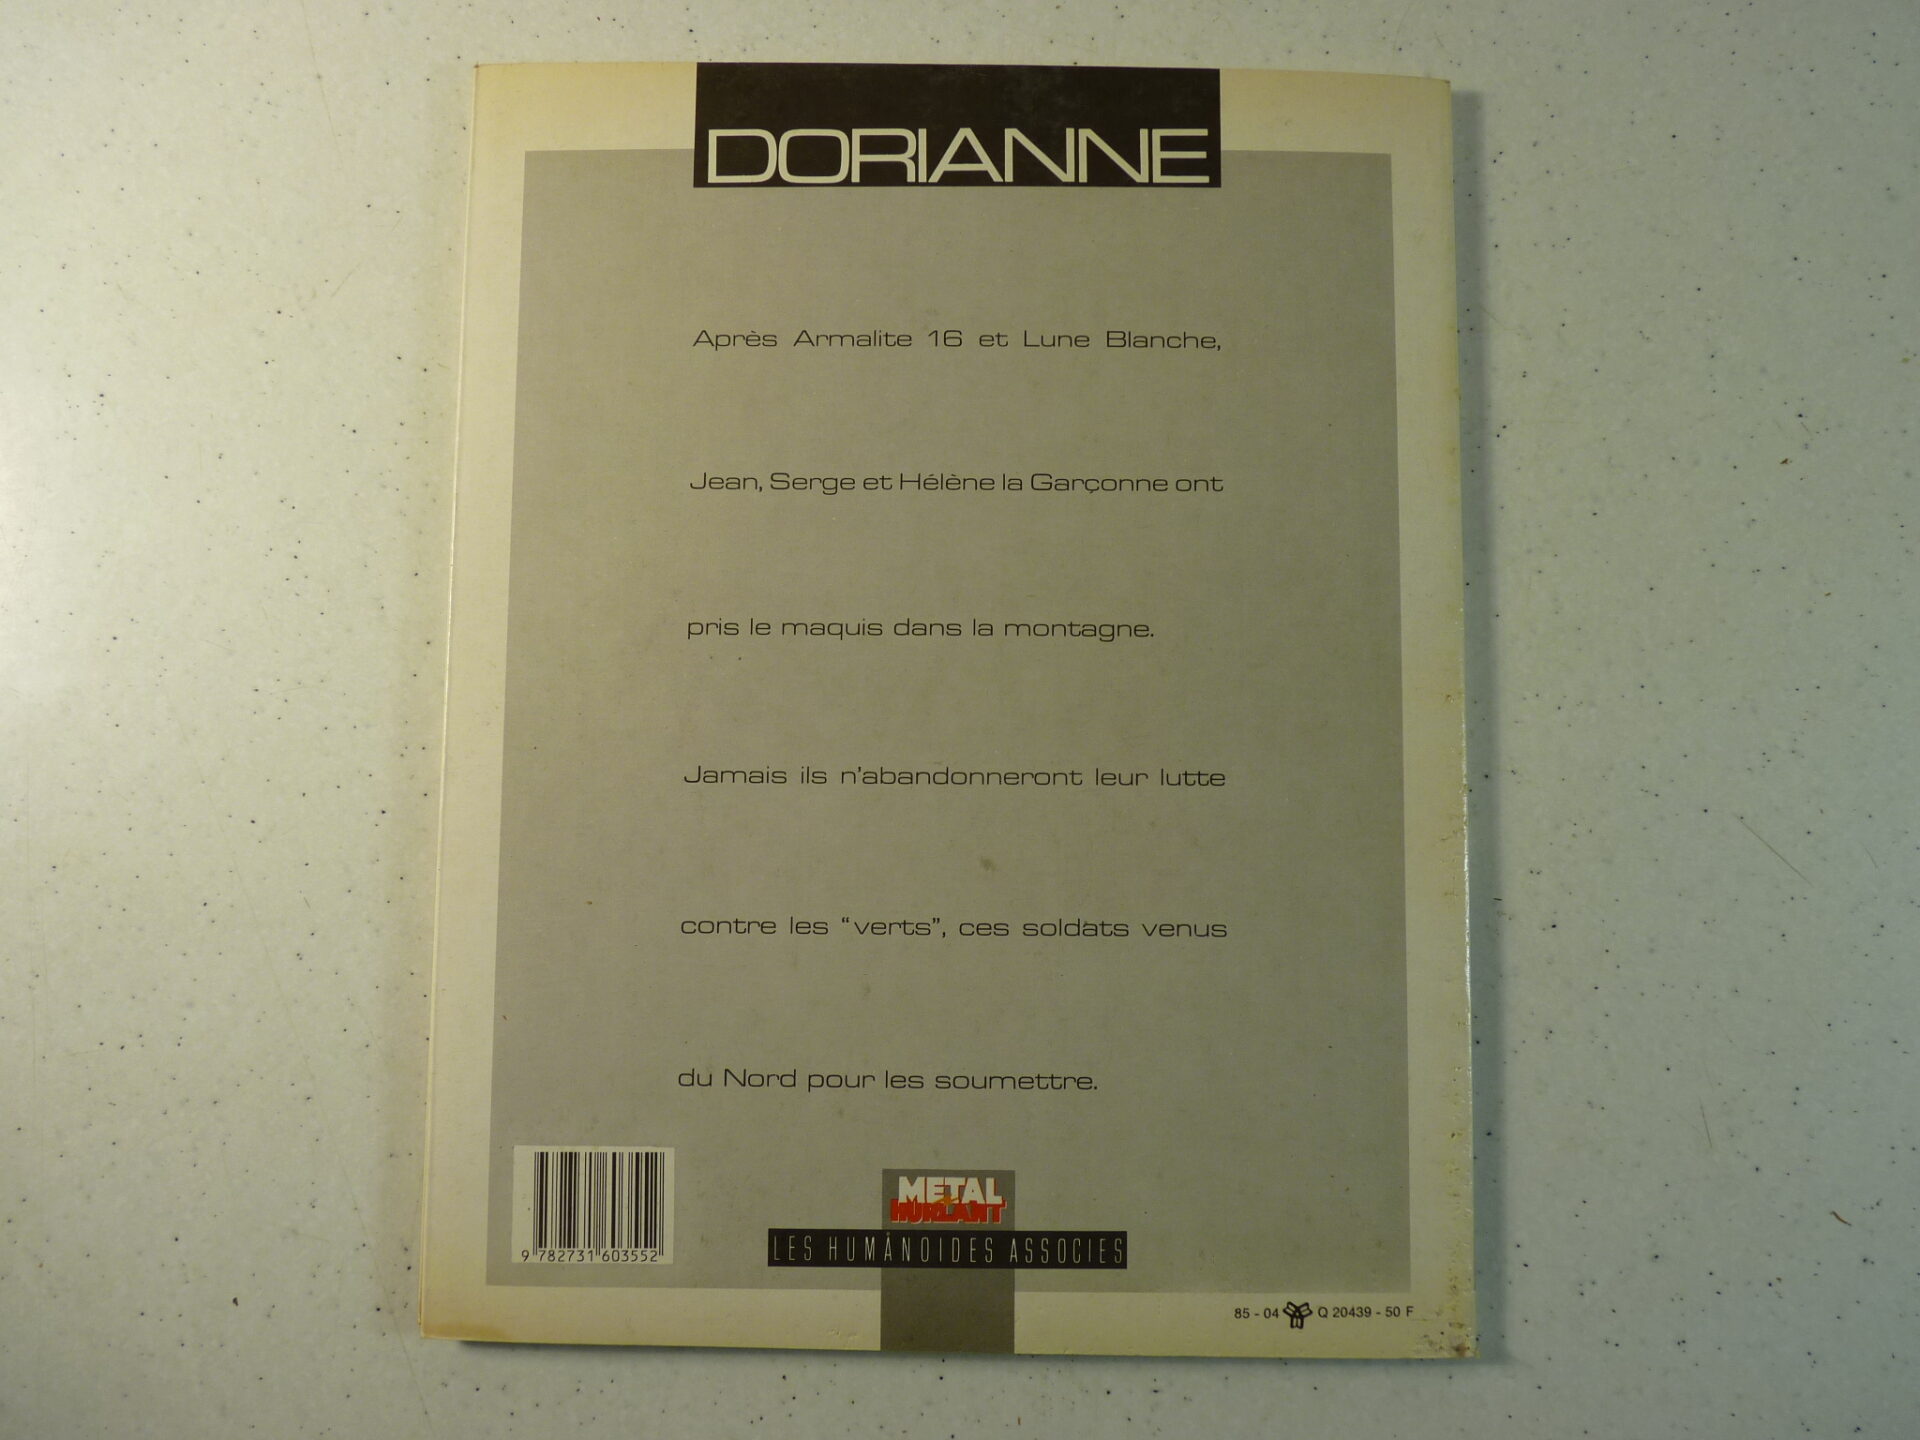 DORIANNE
Après Armalite 16 et Lune Blanche,
Jean, Serge et Hélène la Garçonne ont
pris le maquis dans la montagne.
Jamais ils n'abandonneront leur lutte
contre les “verts”, ces soldats venus
du Nord pour les soumettre.
9 782731 603552
METAL
HURLANT
LES HUMANOIDES ASSOCIES
85 - 04 Q 20439 - 50 F